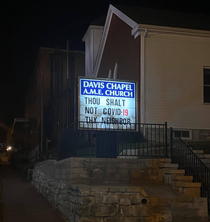 DAVIS CHAPEL
A.M.E. CHURCH
THOU SHALT
NOT COVID-19
THY NEIGHBOR